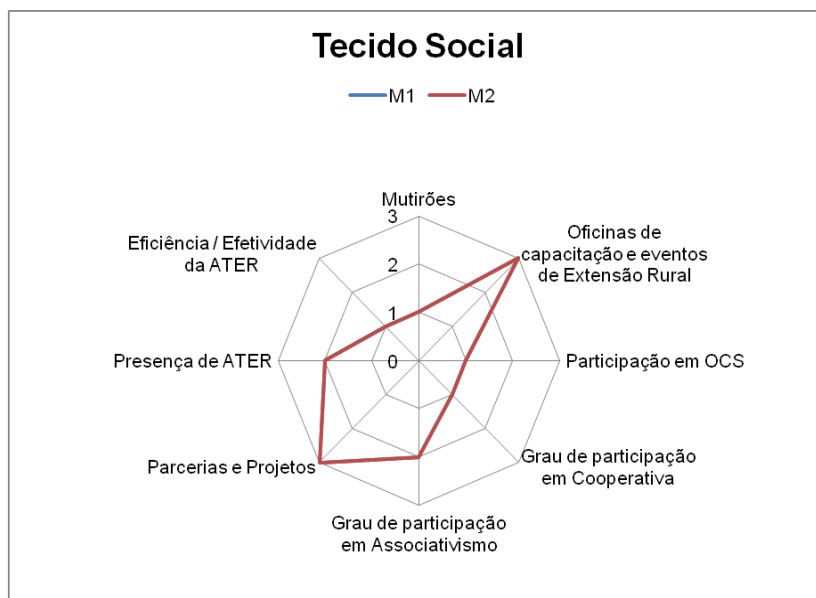 Tecido Social
M1 M2
Mutirões
3
2
1
0
Oficinas de
capacitação e eventos
de Extensão Rural
Participação em OCS
Grau de participação
em Cooperativa
Grau de participação
em Associativismo
Parcerias e Projetos
Presença de ATER
Eficiência / Efetividade
da ATER